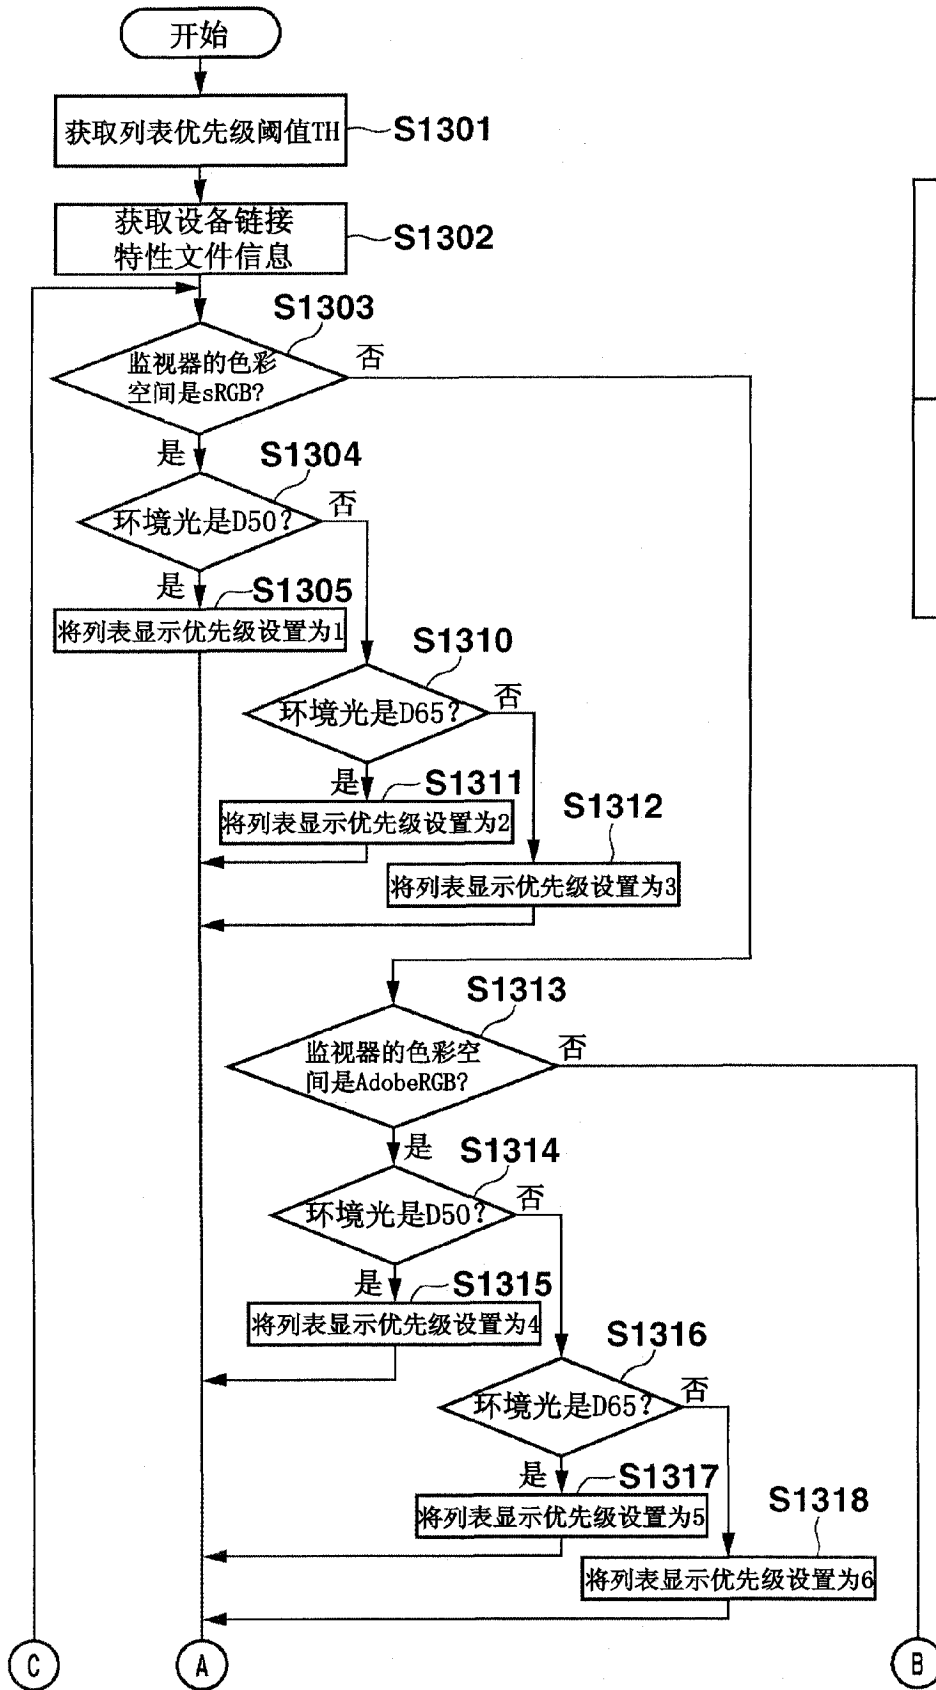 开始
获取列表优先级阈值TH
S1301
获取设备链接
特性文件信息
S1302
S1303
监视器的色彩
空间是sRGB?
否
是
S1304
环境光是D50?
否
是
S1305
将列表显示优先级设置为1
S1310
环境光是D65?
否
是
S1311
将列表显示优先级设置为2
S1312
将列表显示优先级设置为3
S1313
监视器的色彩空
间是AdobeRGB?
否
是
S1314
环境光是D50?
否
是
S1315
将列表显示优先级设置为4
S1316
环境光是D65?
否
是
S1317
将列表显示优先级设置为5
S1318
将列表显示优先级设置为6
C
A
B